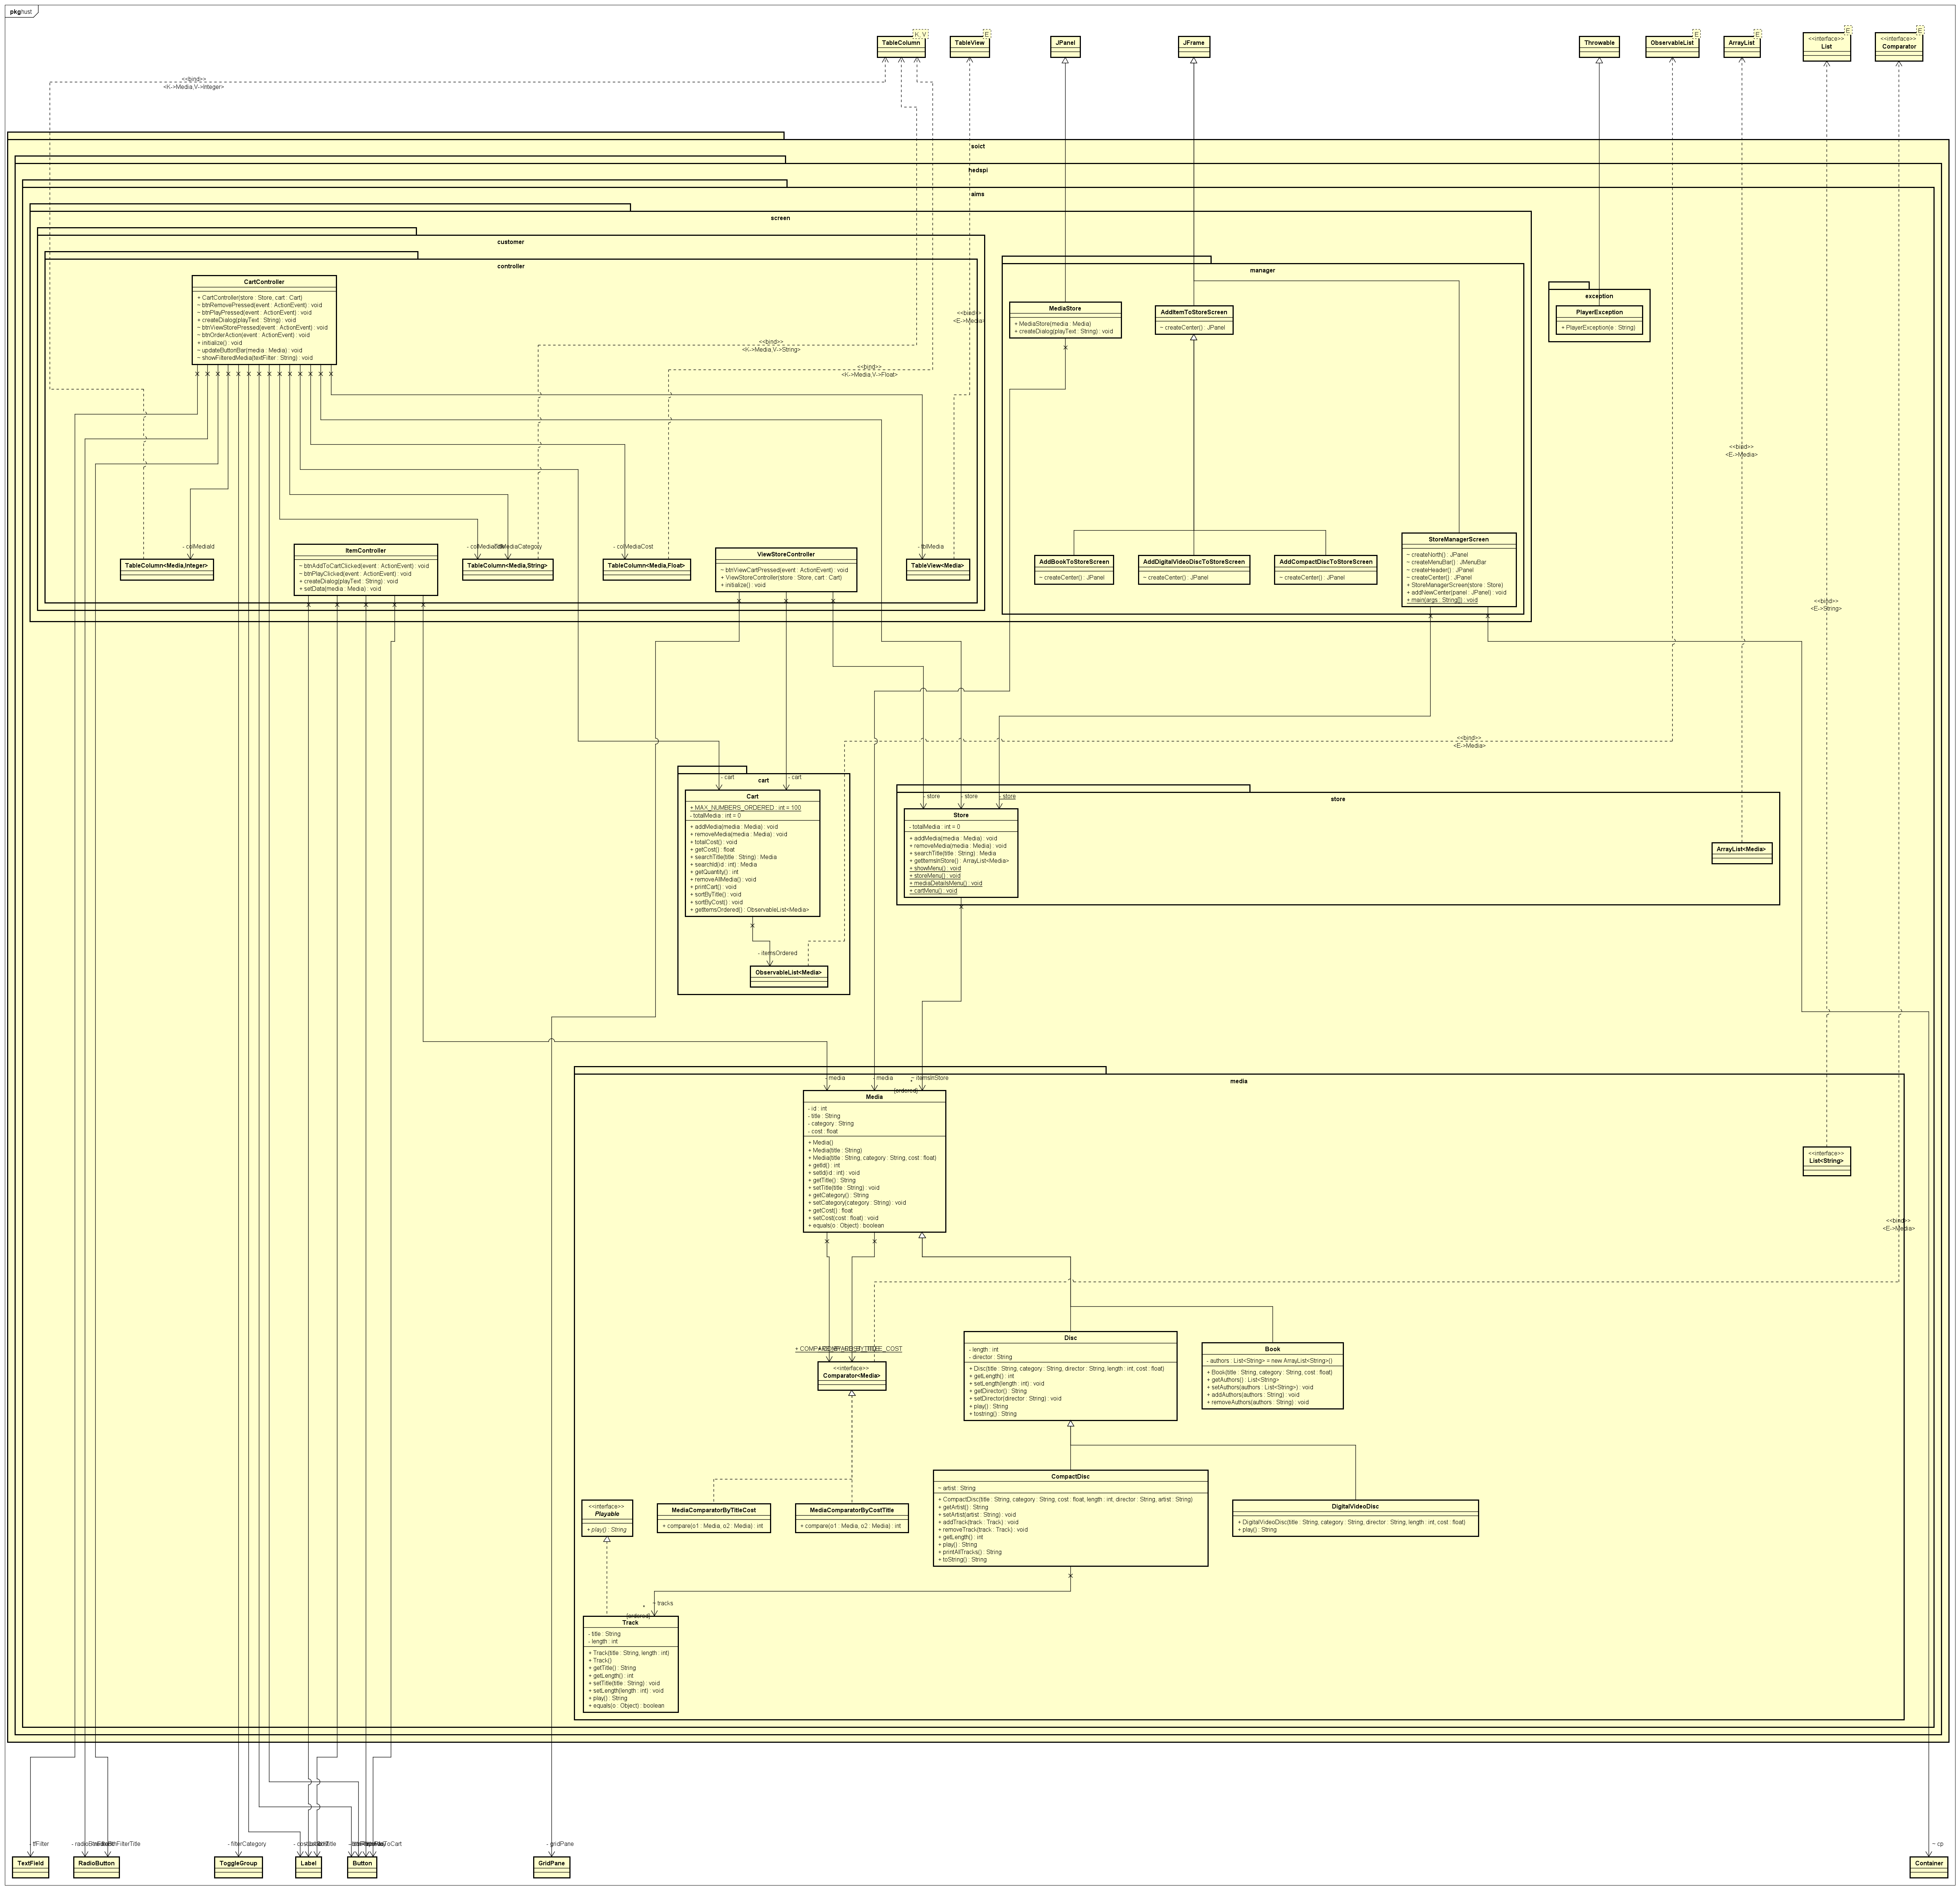 pkg hust
TableColumn
K, V
TableView
E
JPanel
JFrame
Throwable
ObservableList
E
ArrayList
E
<<interface>>
List
E
<<interface>>
Comparator
E
<<bind>>
<K->Media,V->Integer>
soict
hedspi
aims
screen
customer
controller
manager
exception
CartController
+ CartController(store : Store, cart : Cart)
~ btnRemovePressed(event : ActionEvent) : void
~ btnPlayPressed(event : ActionEvent) : void
+ createDialog(playText : String) : void
~ btnViewStorePressed(event : ActionEvent) : void
~ btnOrderAction(event : ActionEvent) : void
+ initialize() : void
~ updateButtonBar(media : Media) : void
~ showFilteredMedia(textFilter : String) : void
MediaStore
+ MediaStore(media : Media)
+ createDialog(playText : String) : void
AddItemToStoreScreen
~ createCenter() : JPanel
PlayerException
+ PlayerException(e : String)
<<bind>>
<E->Media>
<<bind>>
<K->Media,V->String>
<<bind>>
<K->Media,V->Float>
<<bind>>
<E->Media>
- colMediaId
MediaCategory
- colMediaCost
- tblMedia
TableColumn<Media,Integer>
ItemController
~ btnAddToCartClicked(event : ActionEvent) : void
~ btnPlayClicked(event : ActionEvent) : void
+ createDialog(playText : String) : void
+ setData(media : Media) : void
TableColumn<Media,String>
TableColumn<Media,Float>
ViewStoreController
~ btnViewCartPressed(event : ActionEvent) : void
+ ViewStoreController(store : Store, cart : Cart)
+ initialize() : void
TableView<Media>
AddBookToStoreScreen
~ createCenter() : JPanel
AddDigitalVideoDiscToStoreScreen
~ createCenter() : JPanel
AddCompactDiscToStoreScreen
~ createCenter() : JPanel
StoreManagerScreen
~ createNorth() : JPanel
~ createMenuBar() : JMenuBar
~ createHeader() : JPanel
~ createCenter() : JPanel
+ StoreManagerScreen(store : Store)
+ addNewCenter(panel : JPanel) : void
+ main(args : String[]) : void
<<bind>>
<E->String>
<<bind>>
<E->Media>
cart
- cart
- cart
Cart
+ MAX_NUMBERS_ORDERED : int = 100
- totalMedia : int = 0
+ addMedia(media : Media) : void
+ removeMedia(media : Media) : void
+ totalCost() : void
+ getCost() : float
+ searchTitle(title : String) : Media
+ searchId(id : int) : Media
+ getQuantity() : int
+ removeAllMedia() : void
+ printCart() : void
+ sortByTitle() : void
+ sortByCost() : void
+ getItemsOrdered() : ObservableList<Media>
- itemsOrdered
ObservableList<Media>
store
- store
- store
- store
Store
- totalMedia : int = 0
+ addMedia(media : Media) : void
+ removeMedia(media : Media) : void
+ searchTitle(title : String) : Media
+ getItemsInStore() : ArrayList<Media>
+ showMenu() : void
+ storeMenu() : void
+ mediaDetailsMenu() : void
+ cartMenu() : void
ArrayList<Media>
media
- media
- media
~ itemsInStore
*
{ordered}
Media
- id : int
- title : String
- category : String
- cost : float
+ Media()
+ Media(title : String)
+ Media(title : String, category : String, cost : float)
+ getId() : int
+ setId(id : int) : void
+ getTitle() : String
+ setTitle(title : String) : void
+ getCategory() : String
+ setCategory(category : String) : void
+ getCost() : float
+ setCost(cost : float) : void
+ equals(o : Object) : boolean
<<interface>>
List<String>
<<bind>>
<E->Media>
<<interface>>
Comparator<Media>
Disc
- length : int
- director : String
+ Disc(title : String, category : String, director : String, length : int, cost : float)
+ getLength() : int
+ setLength(length : int) : void
+ getDirector() : String
+ setDirector(director : String) : void
+ play() : String
+ tostring() : String
Book
- authors : List<String> = new ArrayList<String>()
+ Book(title : String, category : String, cost : float)
+ getAuthors() : List<String>
+ setAuthors(authors : List<String>) : void
+ addAuthors(authors : String) : void
+ removeAuthors(authors : String) : void
<<interface>>
Playable
+ play() : String
MediaComparatorByTitleCost
+ compare(o1 : Media, o2 : Media) : int
MediaComparatorByCostTitle
+ compare(o1 : Media, o2 : Media) : int
CompactDisc
~ artist : String
+ CompactDisc(title : String, category : String, cost : float, length : int, director : String, artist : String)
+ getArtist() : String
+ setArtist(artist : String) : void
+ addTrack(track : Track) : void
+ removeTrack(track : Track) : void
+ getLength() : int
+ play() : String
+ printAllTracks() : String
+ toString() : String
DigitalVideoDisc
+ DigitalVideoDisc(title : String, category : String, director : String, length : int, cost : float)
+ play() : String
~ tracks
*
{ordered}
Track
- title : String
- length : int
+ Track(title : String, length : int)
+ Track()
+ getTitle() : String
+ getLength() : int
+ setTitle(title : String) : void
+ setLength(length : int) : void
+ play() : String
+ equals(o : Object) : boolean
- tfFilter
- filterCategory
- gridPane
~ cp
TextField
RadioButton
ToggleGroup
Label
Button
GridPane
Container